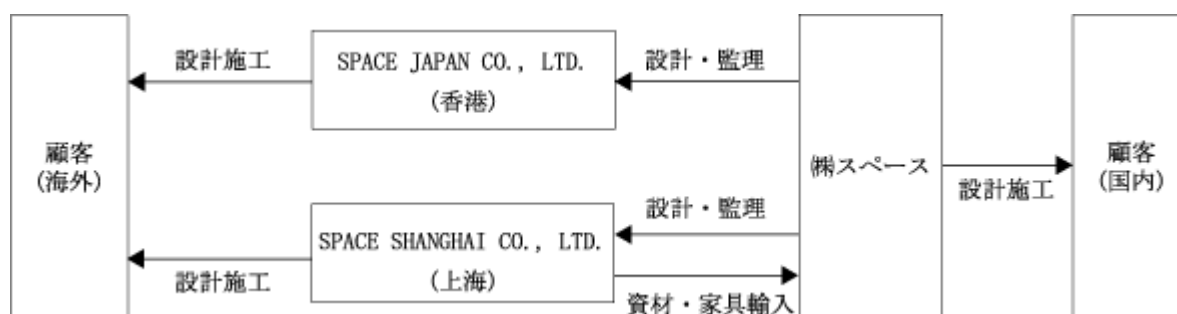 設計施工
SPACE JAPAN CO., LTD.
(香港)
設計・監理
顧客
(海外)
㈱スペース
設計施工
顧客
(国内)
設計・監理
SPACE SHANGHAI CO., LTD.
(上海)
設計施工
資材・家具輸入